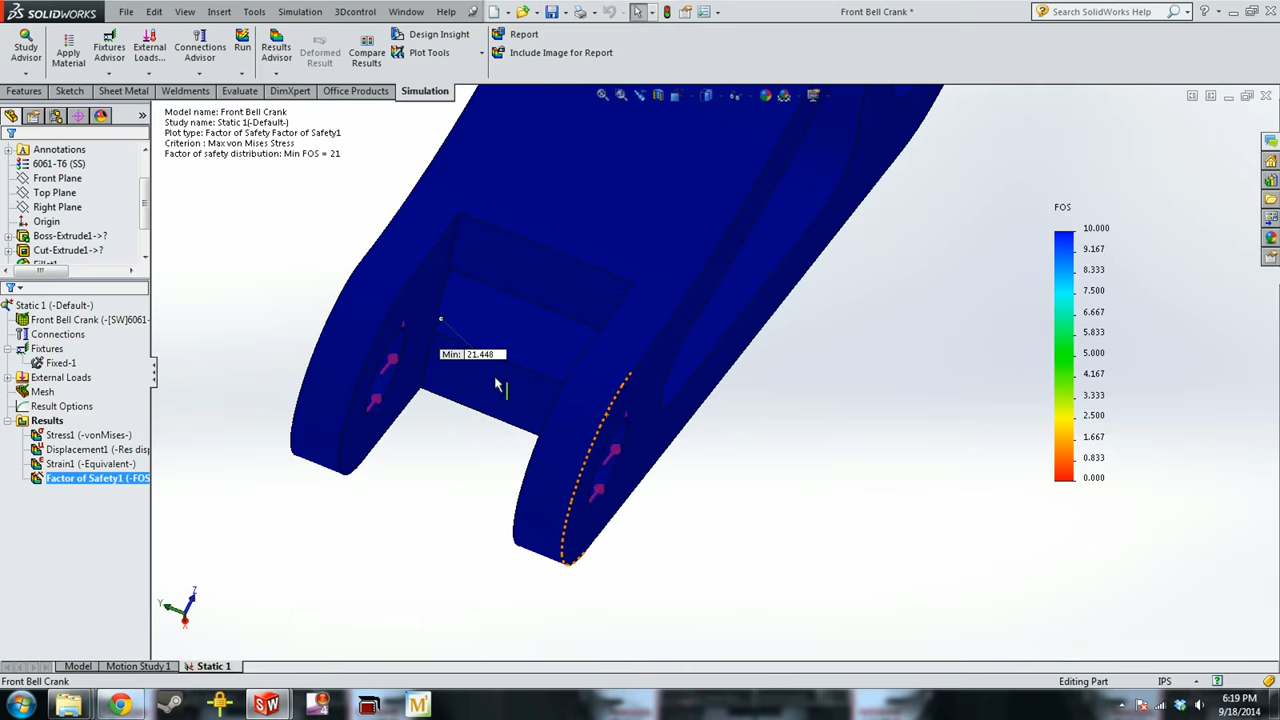 SOLIDWORKS
File Edit View Insert Tools Simulation 3Dcontrol Window Help
Front Bell Crank *
Search SolidWorks Help
Study Advisor
Apply Material
Fixtures Advisor
External Loads...
Connections Advisor
Run
Results Advisor
Deformed Result
Compare Results
Design Insight
Plot Tools
Report
Include Image for Report
Features Sketch Sheet Metal Weldments Evaluate DimXpert Office Products Simulation
Annotations
6061-T6 (SS)
Front Plane
Top Plane
Right Plane
Origin
Boss-Extrude1->?
Cut-Extrude1->?
Static 1 (-Default-)
Front Bell Crank (-[SW]6061-
Connections
Fixtures
Fixed-1
External Loads
Mesh
Result Options
Results
Stress1 (-vonMises-)
Displacement1 (-Res disp
Strain1 (-Equivalent-)
Factor of Safety1 (-FOS
Model name: Front Bell Crank
Study name: Static 1(-Default-)
Plot type: Factor of Safety Factor of Safety1
Criterion : Max von Mises Stress
Factor of safety distribution: Min FOS = 21
Min: 21.448
FOS
10.000
9.167
8.333
7.500
6.667
5.833
5.000
4.167
3.333
2.500
1.667
0.833
0.000
Z
Y
X
Model Motion Study 1 Static 1
Front Bell Crank
Editing Part
IPS
6:19 PM
9/18/2014